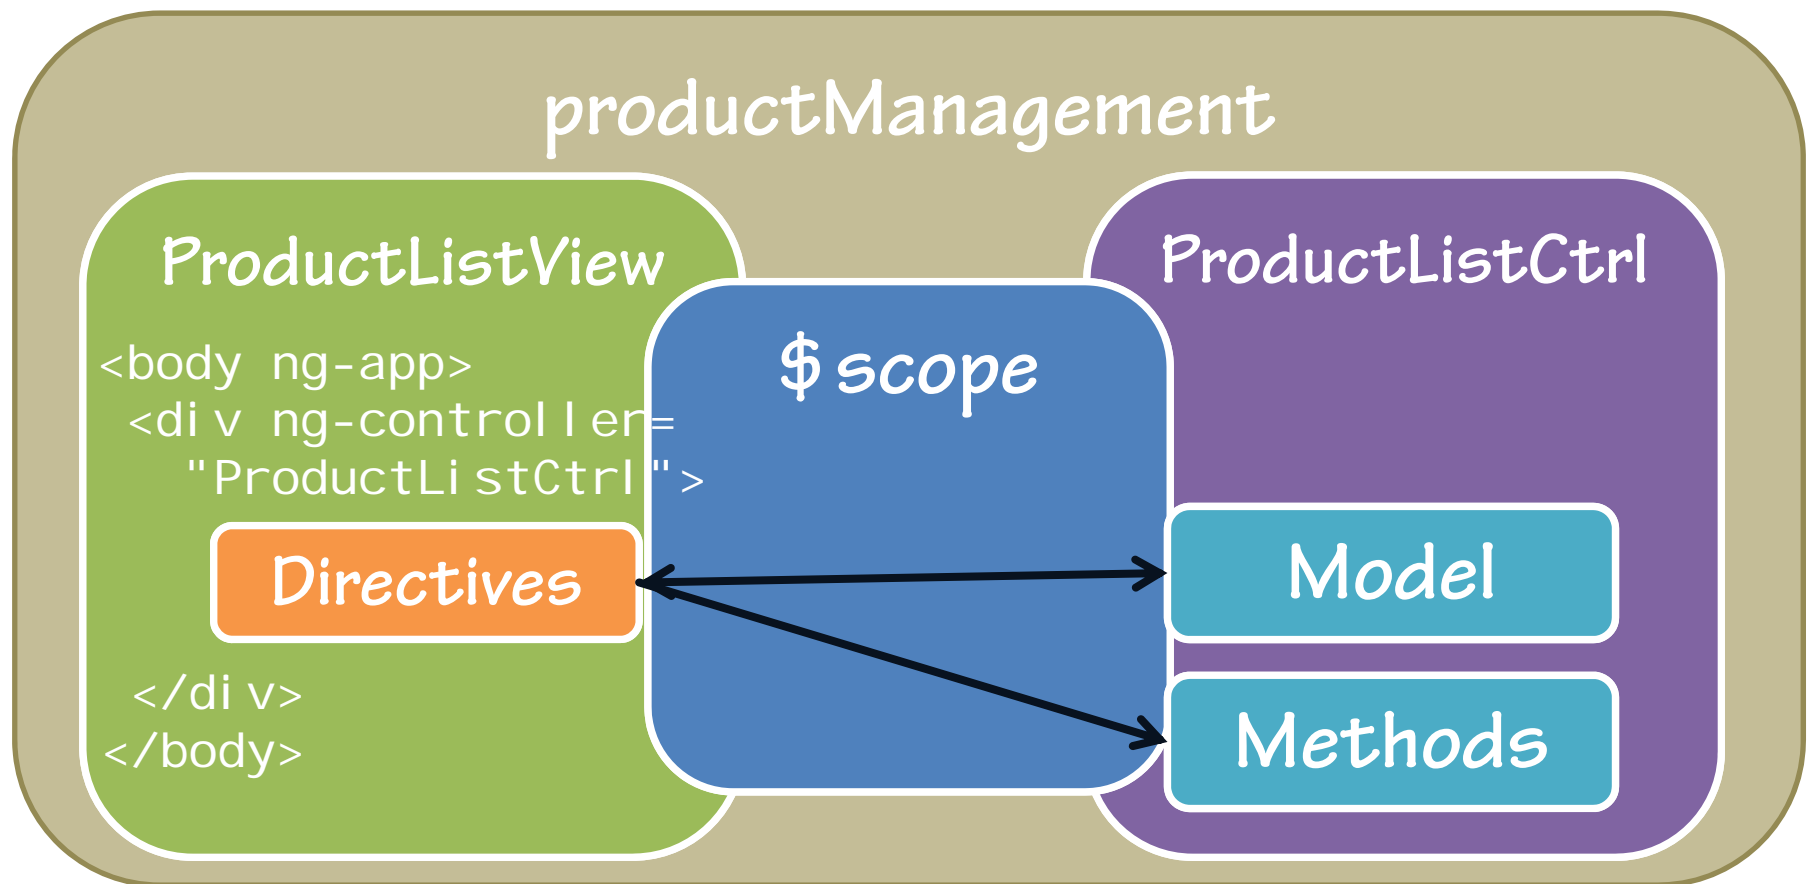 productManagement
ProductListView
<body ng-app>
<div ng-controller=
"ProductListCtrl">
Directives
</div>
</body>
$scope
ProductListCtrl
Model
Methods